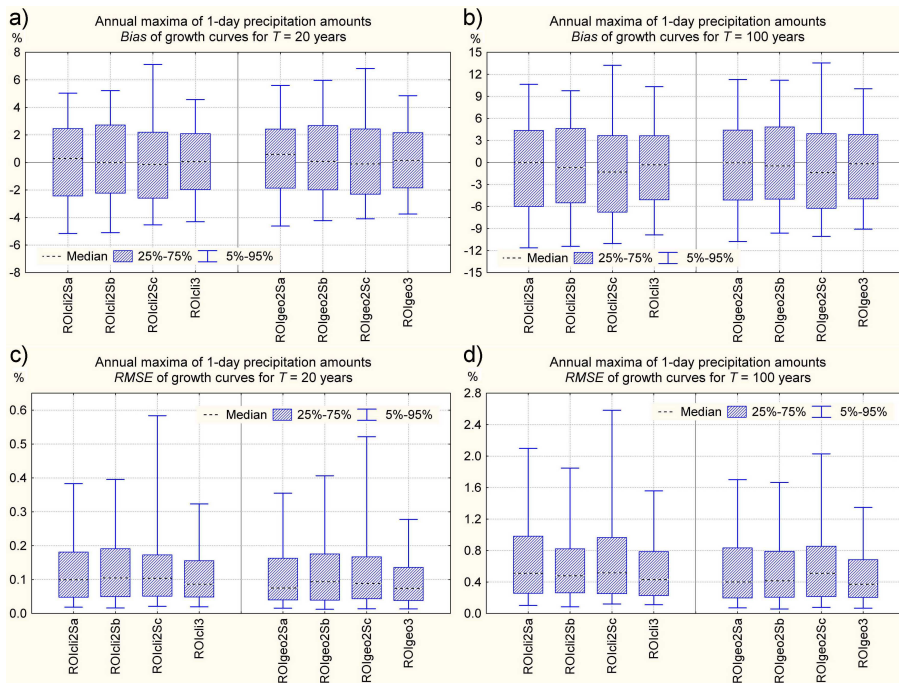 a)
Annual maxima of 1-day precipitation amounts
Bias of growth curves for T = 20 years
%
8
6
4
2
0
-2
-4
-6
-8
Median 25%-75% 5%-95%
ROIcli2Sa
ROIcli2Sb
ROIcli2Sc
ROIcli3
ROIgeo2Sa
ROIgeo2Sb
ROIgeo2Sc
ROIgeo3
b)
Annual maxima of 1-day precipitation amounts
Bias of growth curves for T = 100 years
%
15
12
9
6
3
0
-3
-6
-9
-12
-15
Median 25%-75% 5%-95%
ROIcli2Sa
ROIcli2Sb
ROIcli2Sc
ROIcli3
ROIgeo2Sa
ROIgeo2Sb
ROIgeo2Sc
ROIgeo3
c)
Annual maxima of 1-day precipitation amounts
RMSE of growth curves for T = 20 years
%
0.6
0.5
0.4
0.3
0.2
0.1
0.0
Median 25%-75% 5%-95%
ROIcli2Sa
ROIcli2Sb
ROIcli2Sc
ROIcli3
ROIgeo2Sa
ROIgeo2Sb
ROIgeo2Sc
ROIgeo3
d)
Annual maxima of 1-day precipitation amounts
RMSE of growth curves for T = 100 years
%
2.8
2.4
2.0
1.6
1.2
0.8
0.4
0.0
Median 25%-75% 5%-95%
ROIcli2Sa
ROIcli2Sb
ROIcli2Sc
ROIcli3
ROIgeo2Sa
ROIgeo2Sb
ROIgeo2Sc
ROIgeo3